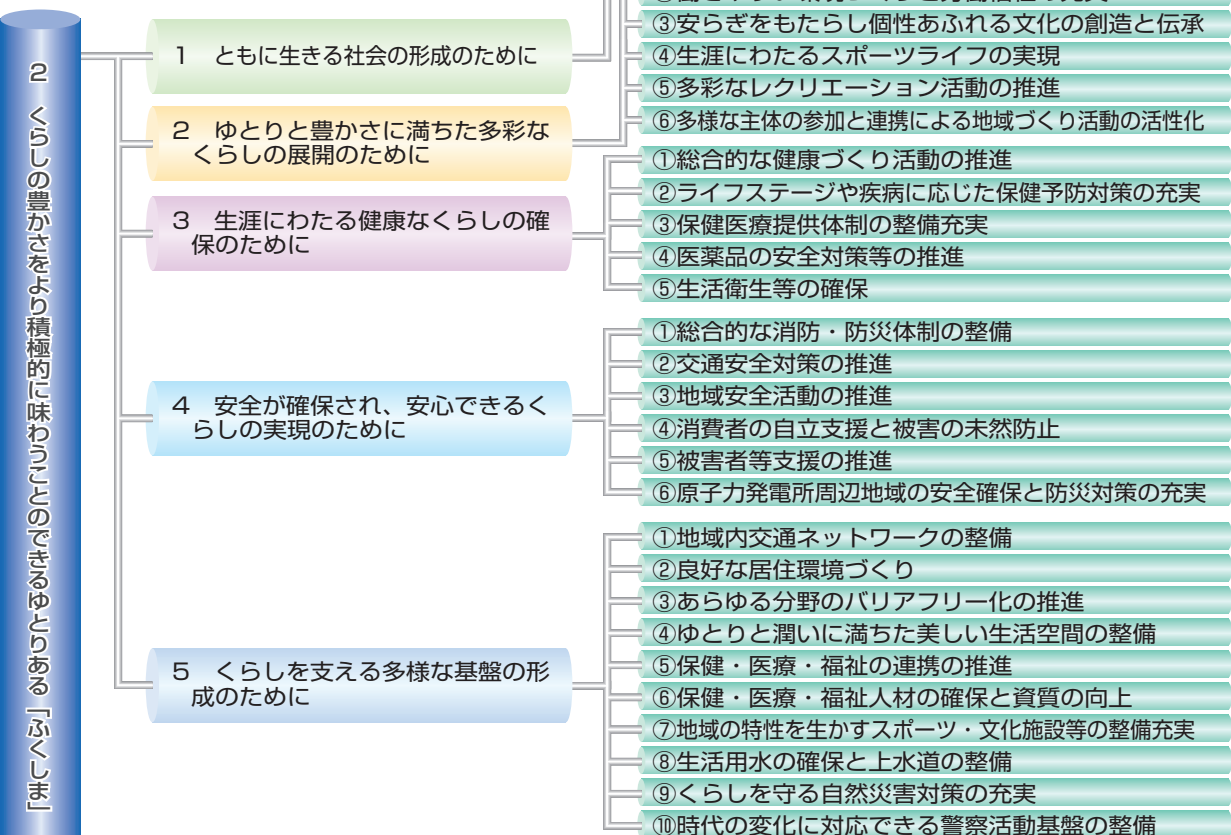 2 くらしの豊かさをより積極的に味わうことのできるゆとりある「ふくしま」
1 ともに生きる社会の形成のために
2 ゆとりと豊かさに満ちた多彩な
くらしの展開のために
③安らぎをもたらし個性あふれる文化の創造と伝承
④生涯にわたるスポーツライフの実現
⑤多彩なレクリエーション活動の推進
⑥多様な主体の参加と連携による地域づくり活動の活性化
3 生涯にわたる健康なくらしの確
保のために
①総合的な健康づくり活動の推進
②ライフステージや疾病に応じた保健予防対策の充実
③保健医療提供体制の整備充実
④医薬品の安全対策等の推進
⑤生活衛生等の確保
4 安全が確保され、安心できるく
らしの実現のために
①総合的な消防・防災体制の整備
②交通安全対策の推進
③地域安全活動の推進
④消費者の自立支援と被害の未然防止
⑤被害者等支援の推進
⑥原子力発電所周辺地域の安全確保と防災対策の充実
5 くらしを支える多様な基盤の形
成のために
①地域内交通ネットワークの整備
②良好な居住環境づくり
③あらゆる分野のバリアフリー化の推進
④ゆとりと潤いに満ちた美しい生活空間の整備
⑤保健・医療・福祉の連携の推進
⑥保健・医療・福祉人材の確保と資質の向上
⑦地域の特性を生かすスポーツ・文化施設等の整備充実
⑧生活用水の確保と上水道の整備
⑨くらしを守る自然災害対策の充実
⑩時代の変化に対応できる警察活動基盤の整備